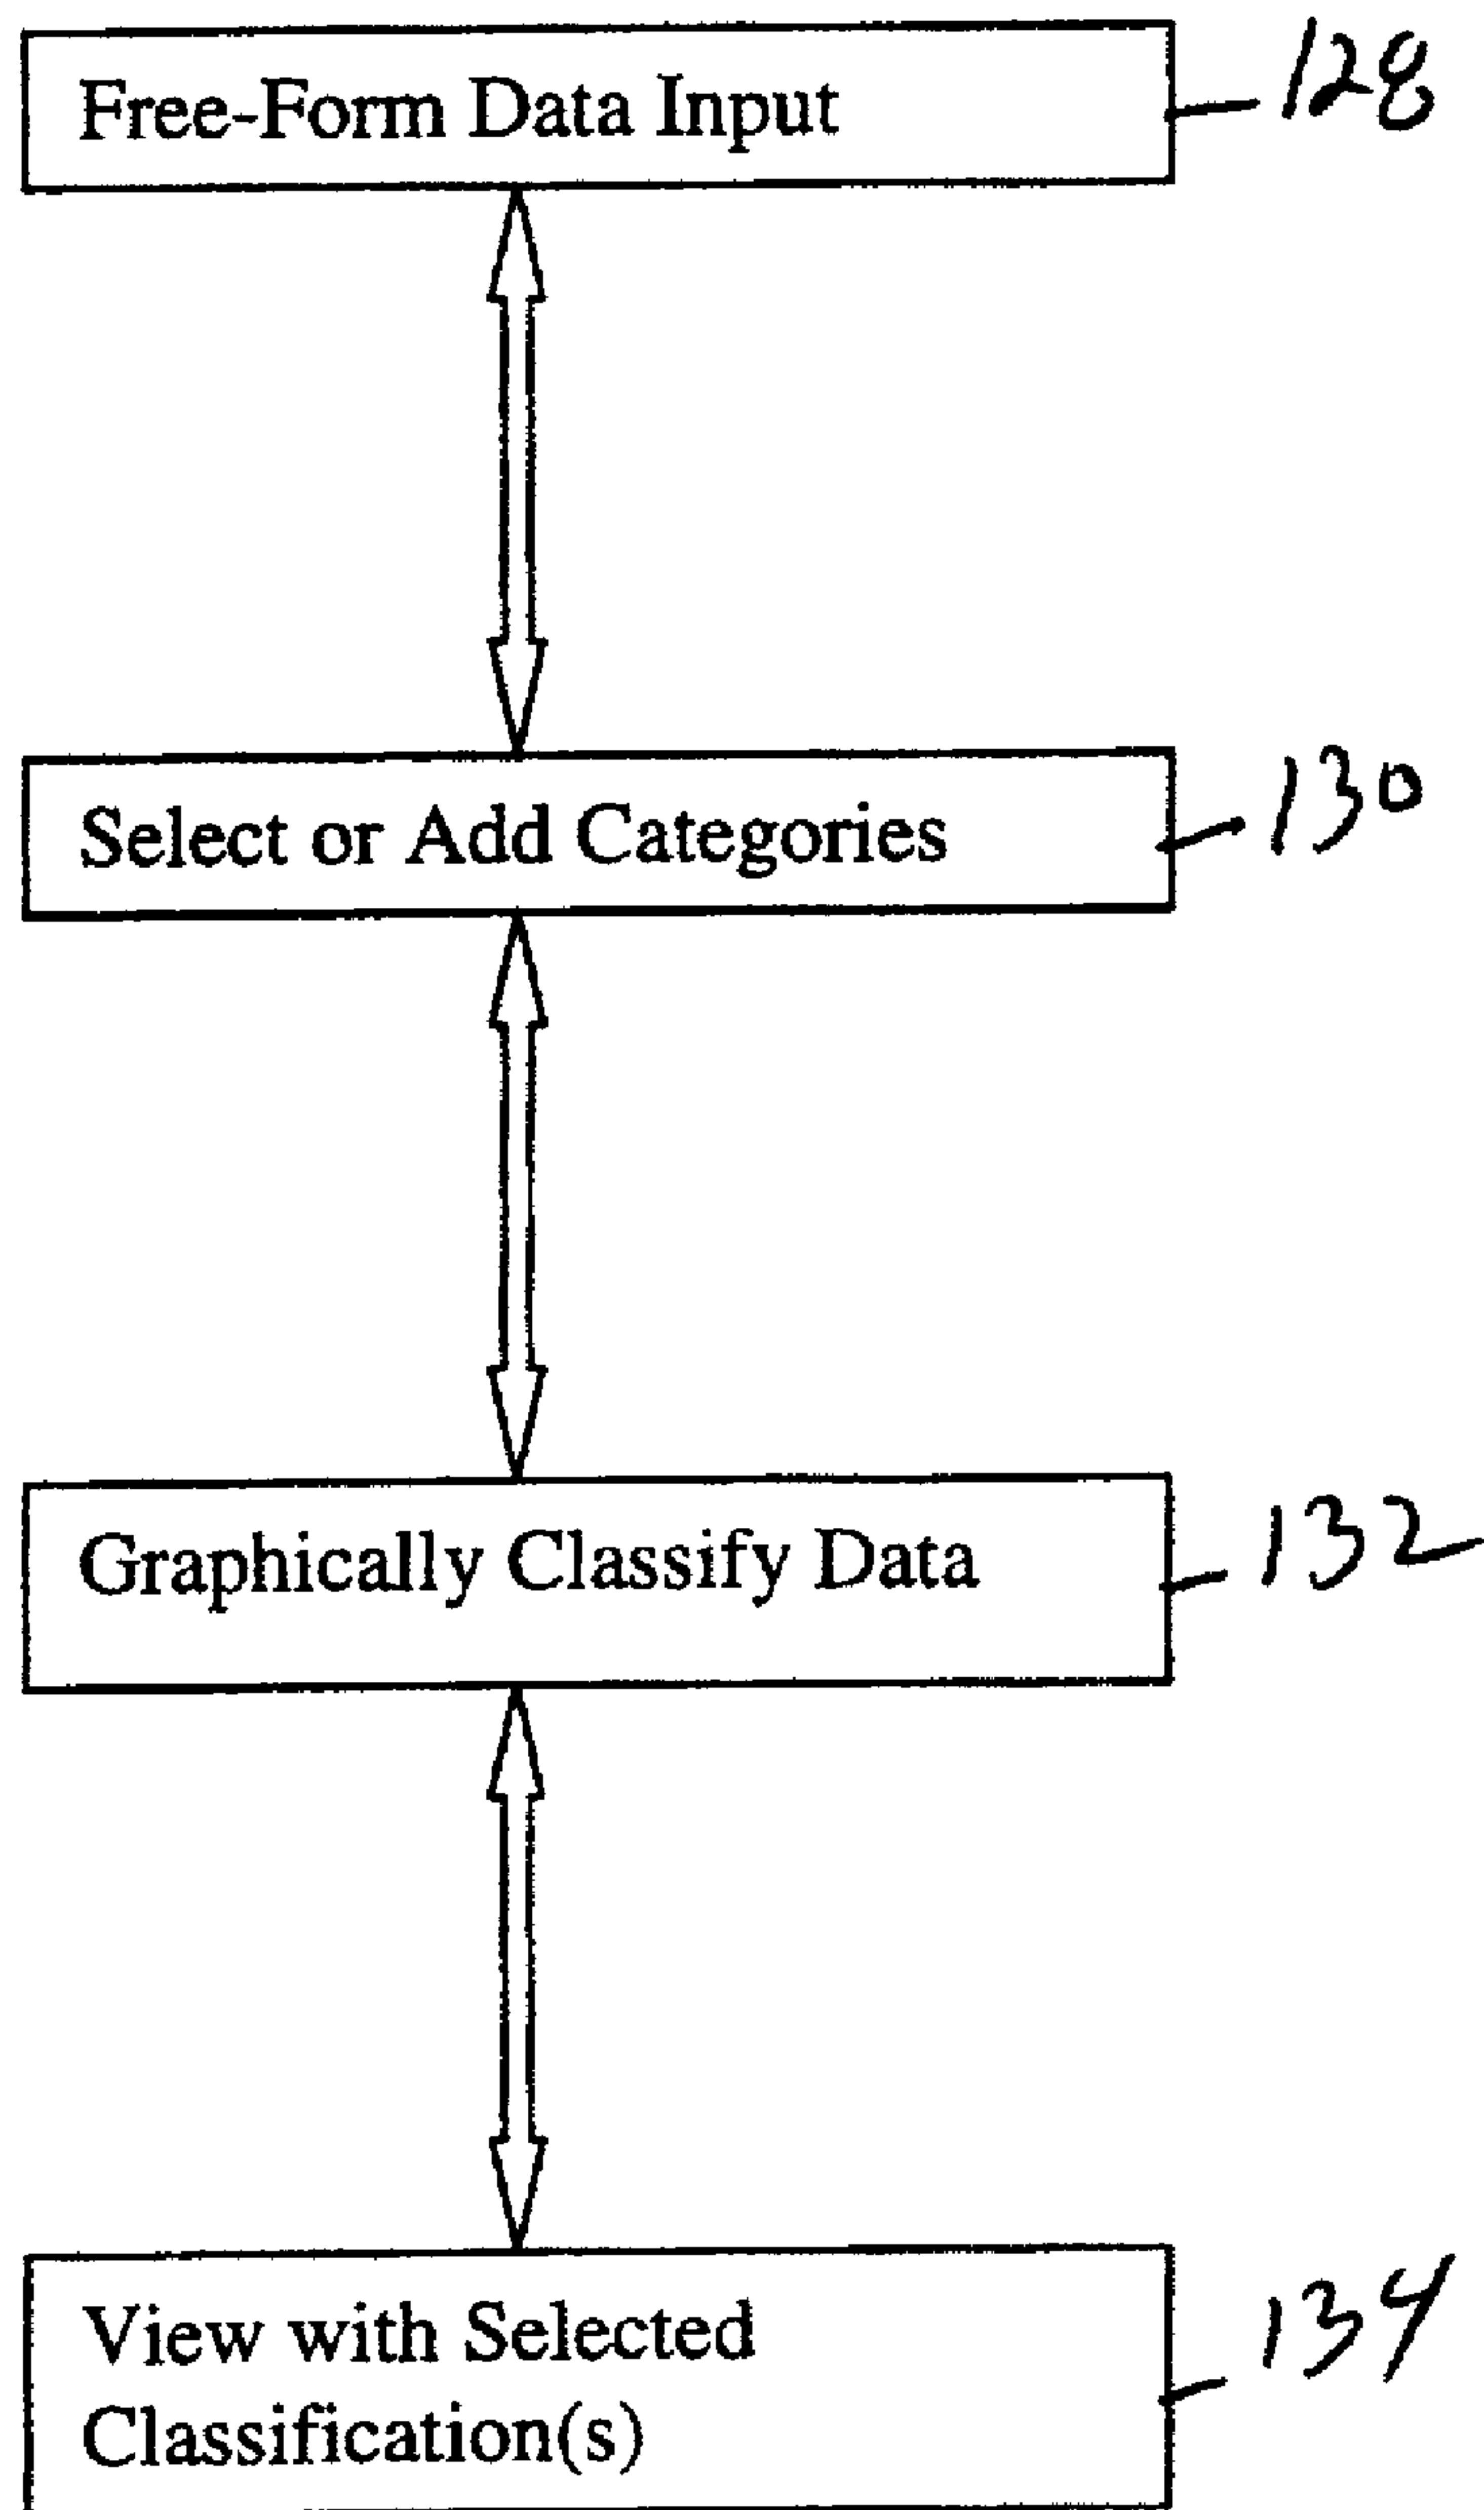 Free-Form Data Input
128
Select or Add Categories
130
Graphically Classify Data
132
View with Selected
Classification(s)
134